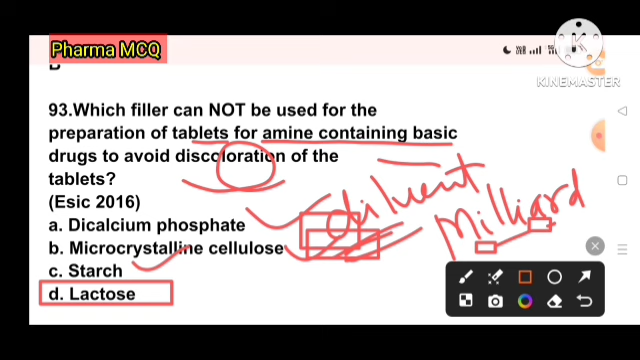 Pharma MCQ
KINEMASTER
93.Which filler can NOT be used for the
preparation of tablets for amine containing basic
drugs to avoid discoloration of the
tablets?
(Esic 2016)
a. Dicalcium phosphate
b. Microcrystalline cellulose
c. Starch
d. Lactose
diluent
Milliard